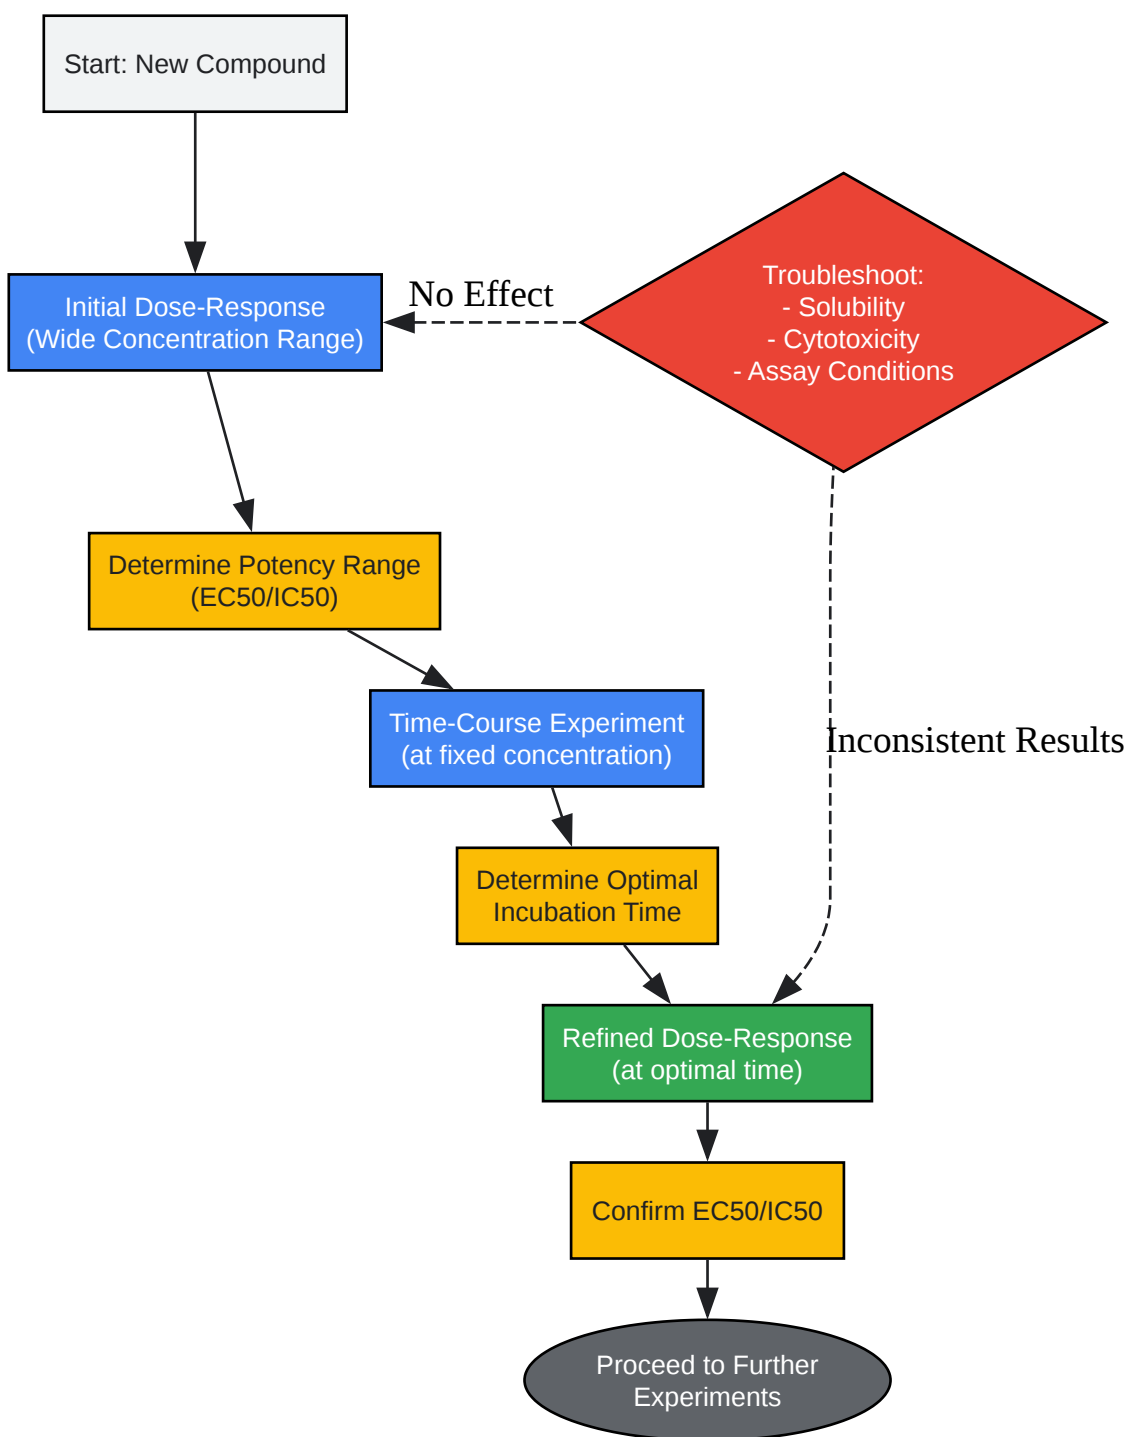 Start: New Compound
Initial Dose-Response
(Wide Concentration Range)
No Effect
Troubleshoot:
- Solubility
- Cytotoxicity
- Assay Conditions
Determine Potency Range
(EC50/IC50)
Time-Course Experiment
(at fixed concentration)
Inconsistent Results
Determine Optimal
Incubation Time
Refined Dose-Response
(at optimal time)
Confirm EC50/IC50
Proceed to Further
Experiments